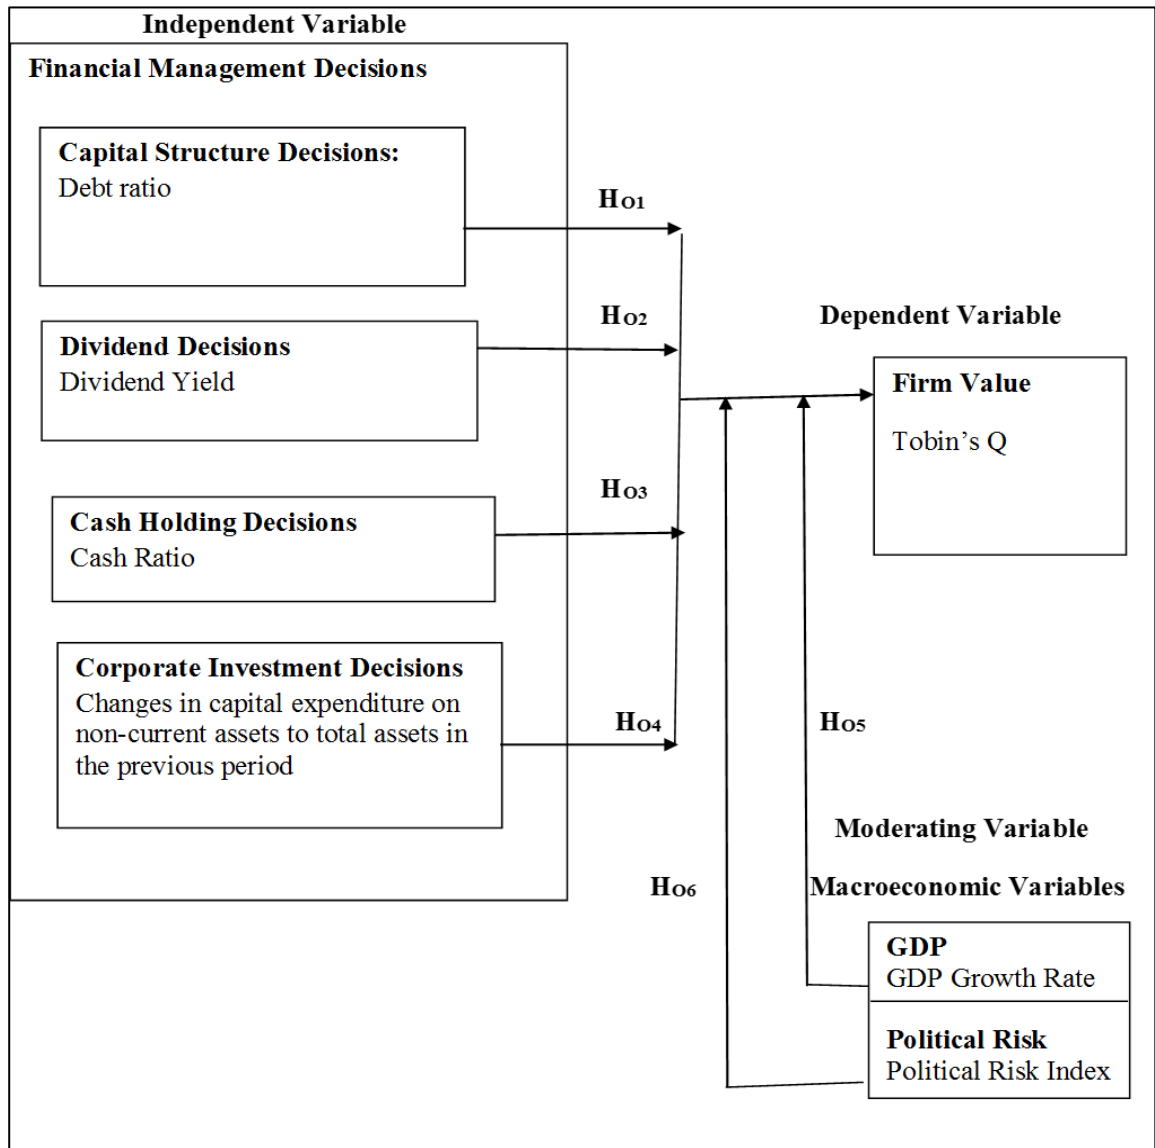 Independent Variable
Financial Management Decisions
Capital Structure Decisions:
Debt ratio
HO1
Dividend Decisions
Dividend Yield
HO2
Cash Holding Decisions
Cash Ratio
HO3
Corporate Investment Decisions
Changes in capital expenditure on
non-current assets to total assets in
the previous period
HO4
Dependent Variable
Firm Value
Tobin’s Q
HO5
HO6
Moderating Variable
Macroeconomic Variables
GDP
GDP Growth Rate
Political Risk
Political Risk Index